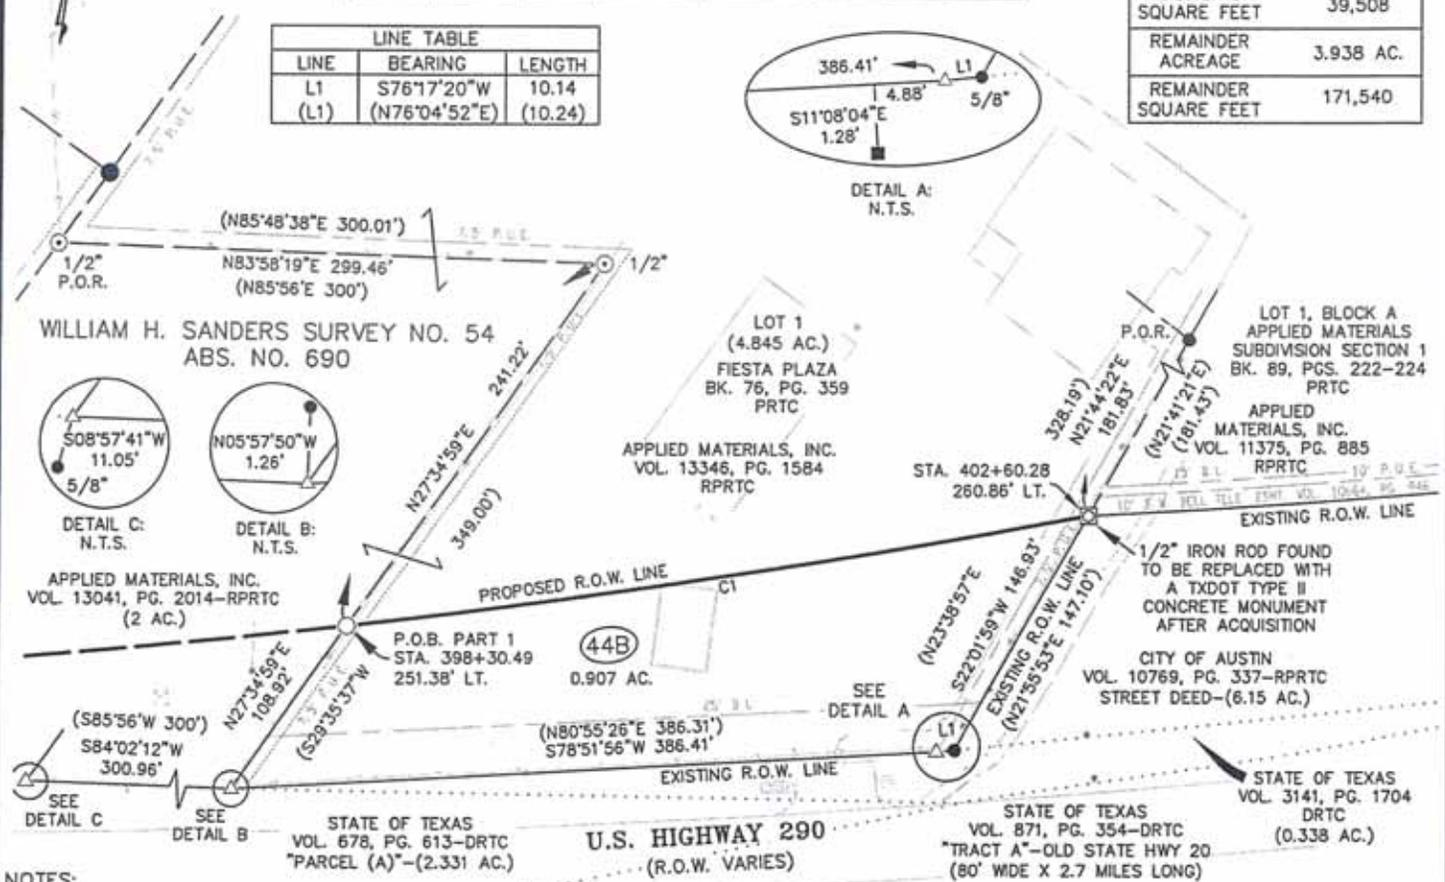 LINE TABLE
LINE BEARING LENGTH
L1 S76°17'20"W 10.14
(L1) (N76°04'52"E) (10.24)
SQUARE FEET 39,508
REMAINDER ACREAGE 3.938 AC.
REMAINDER SQUARE FEET 171,540
386.41' L1
4.88' 5/8"
S11°08'04"E
1.28'
DETAIL A:
N.T.S.
7.5' P.U.E.
(N85°48'38"E 300.01')
7.5' P.U.E.
N83°58'19"E 299.46'
(N85°56'E 300')
1/2"
P.O.R.
1/2"
WILLIAM H. SANDERS SURVEY NO. 54
ABS. NO. 690
S08°57'41"W
11.05'
5/8"
DETAIL C:
N.T.S.
N05°57'50"W
1.26'
DETAIL B:
N.T.S.
N27°34'59"E 241.22'
349.00')
LOT 1
(4.845 AC.)
FIESTA PLAZA
BK. 76, PG. 359
PRTC
APPLIED MATERIALS, INC.
VOL. 13346, PG. 1584
RPRTC
P.O.R.
328.19')
N21°44'22"E
181.83'
(N21°41'21"E)
(181.43')
LOT 1, BLOCK A
APPLIED MATERIALS
SUBDIVISION SECTION 1
BK. 89, PGS. 222-224
PRTC
APPLIED
MATERIALS, INC.
VOL. 11375, PG. 885
RPRTC
STA. 402+60.28
260.86' LT.
10' P.U.E.
EXISTING R.O.W. LINE
1/2" IRON ROD FOUND
TO BE REPLACED WITH
A TXDOT TYPE II
CONCRETE MONUMENT
AFTER ACQUISITION
APPLIED MATERIALS, INC.
VOL. 13041, PG. 2014-RPRTC
(2 AC.)
PROPOSED R.O.W. LINE
C1
P.O.B. PART 1
STA. 398+30.49
251.38' LT.
44B
0.907 AC.
N27°34'59"E
108.92'
(S29°35'37"W
(N23°38'57"E
S22°01'59"W 146.93'
EXISTING R.O.W. LINE
(N21°55'53"E 147.10')
CITY OF AUSTIN
VOL. 10769, PG. 337-RPRTC
STREET DEED-(6.15 AC.)
(S85°56'W 300')
S84°02'12"W
300.96'
25' B.L.
(N80°55'26"E 386.31')
S78°51'56"W 386.41'
EXISTING R.O.W. LINE
SEE
DETAIL A
L1
SEE
DETAIL C
SEE
DETAIL B
STATE OF TEXAS
VOL. 678, PG. 613-DRTC
"PARCEL (A)"-(2.331 AC.)
U.S. HIGHWAY 290
(R.O.W. VARIES)
STATE OF TEXAS
VOL. 871, PG. 354-DRTC
"TRACT A"-OLD STATE HWY 20
(80' WIDE X 2.7 MILES LONG)
STATE OF TEXAS
VOL. 3141, PG. 1704
DRTC
(0.338 AC.)
NOTES: